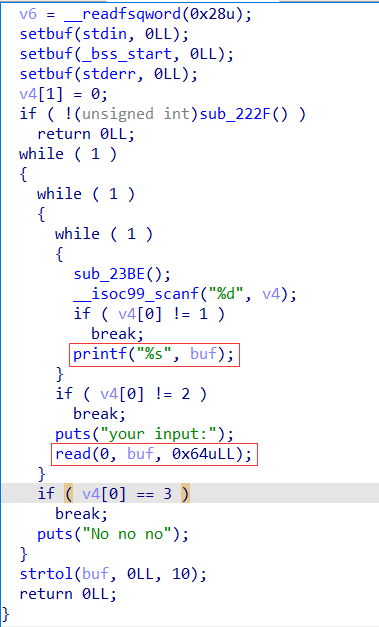 v6 = __readfsqword(0x28u);
setbuf(stdin, 0LL);
setbuf(_bss_start, 0LL);
setbuf(stderr, 0LL);
v4[1] = 0;
if ( !(unsigned int)sub_222F() )
return 0LL;
while ( 1 )
{
while ( 1 )
{
while ( 1 )
{
sub_23BE();
__isoc99_scanf("%d", v4);
if ( v4[0] != 1 )
break;
printf("%s", buf);
}
if ( v4[0] != 2 )
break;
puts("your input:");
read(0, buf, 0x64uLL);
}
if ( v4[0] == 3 )
break;
puts("No no no");
}
strtol(buf, 0LL, 10);
return 0LL;
}